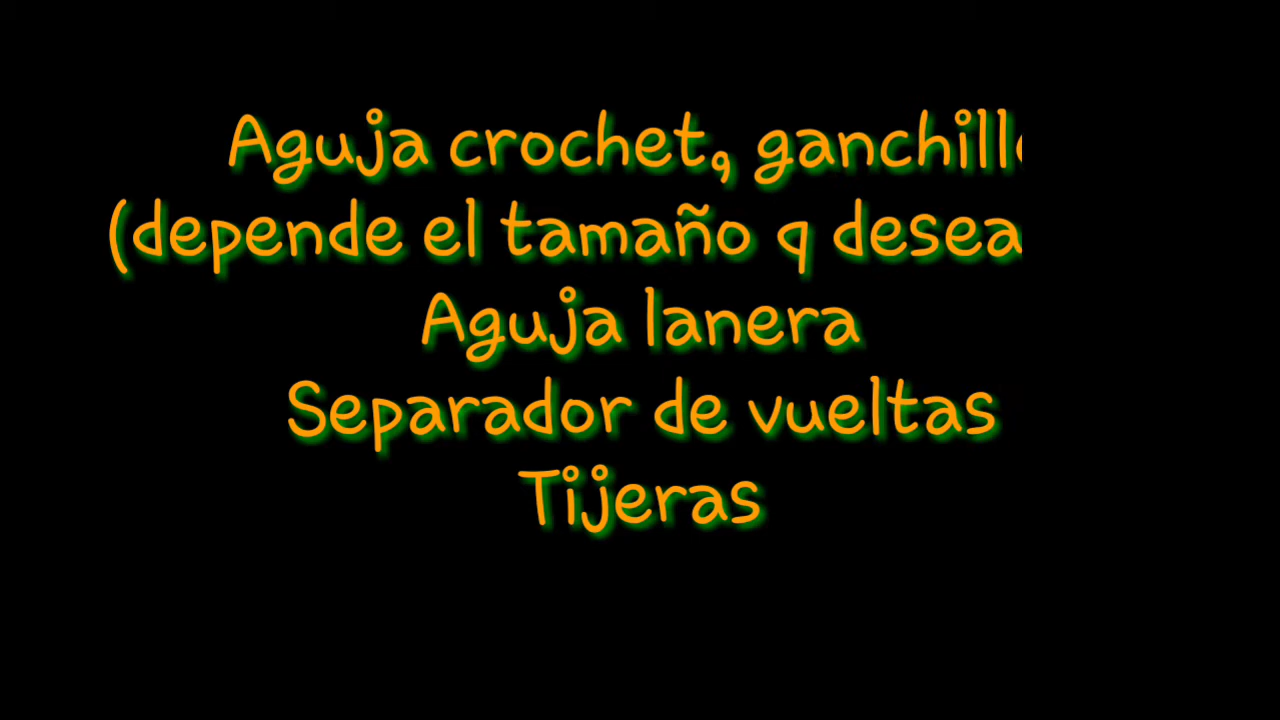 Aguja crochet, ganchill
(depende el tamaño q desea
Aguja lanera
Separador de vueltas
Tijeras